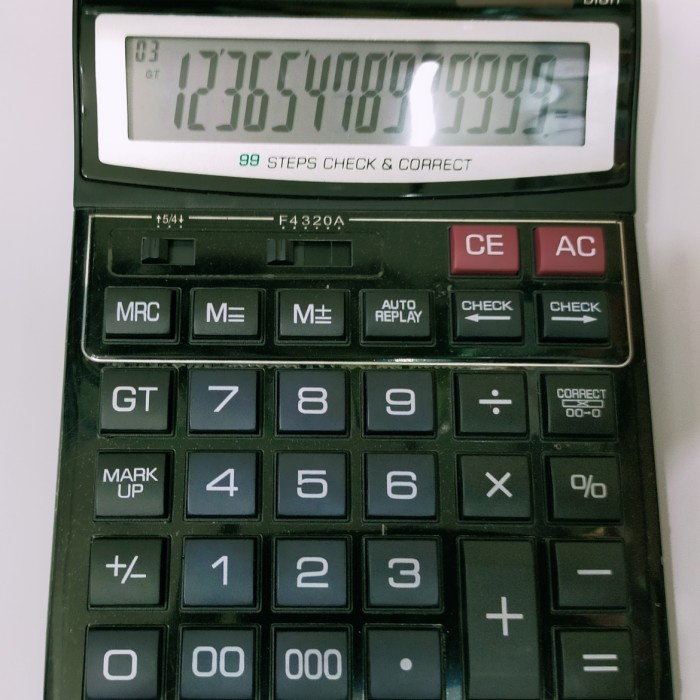 03
GT
99 STEPS CHECK & CORRECT
↑5/4↓ F4320A
CE AC
MRC M= M± AUTO REPLAY CHECK ← CHECK →
GT 7 8 9 ÷ CORRECT 00→0
MARK UP 4 5 6 × %
+/− 1 2 3 + −
0 00 000 . =